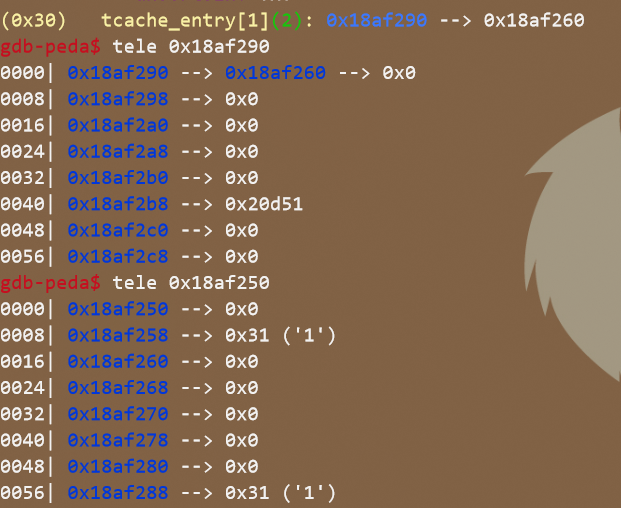 (0x30)   tcache_entry[1](2): 0x18af290 --> 0x18af260
gdb-peda$ tele 0x18af290
0000| 0x18af290 --> 0x18af260 --> 0x0
0008| 0x18af298 --> 0x0
0016| 0x18af2a0 --> 0x0
0024| 0x18af2a8 --> 0x0
0032| 0x18af2b0 --> 0x0
0040| 0x18af2b8 --> 0x20d51
0048| 0x18af2c0 --> 0x0
0056| 0x18af2c8 --> 0x0
gdb-peda$ tele 0x18af250
0000| 0x18af250 --> 0x0
0008| 0x18af258 --> 0x31 ('1')
0016| 0x18af260 --> 0x0
0024| 0x18af268 --> 0x0
0032| 0x18af270 --> 0x0
0040| 0x18af278 --> 0x0
0048| 0x18af280 --> 0x0
0056| 0x18af288 --> 0x31 ('1')